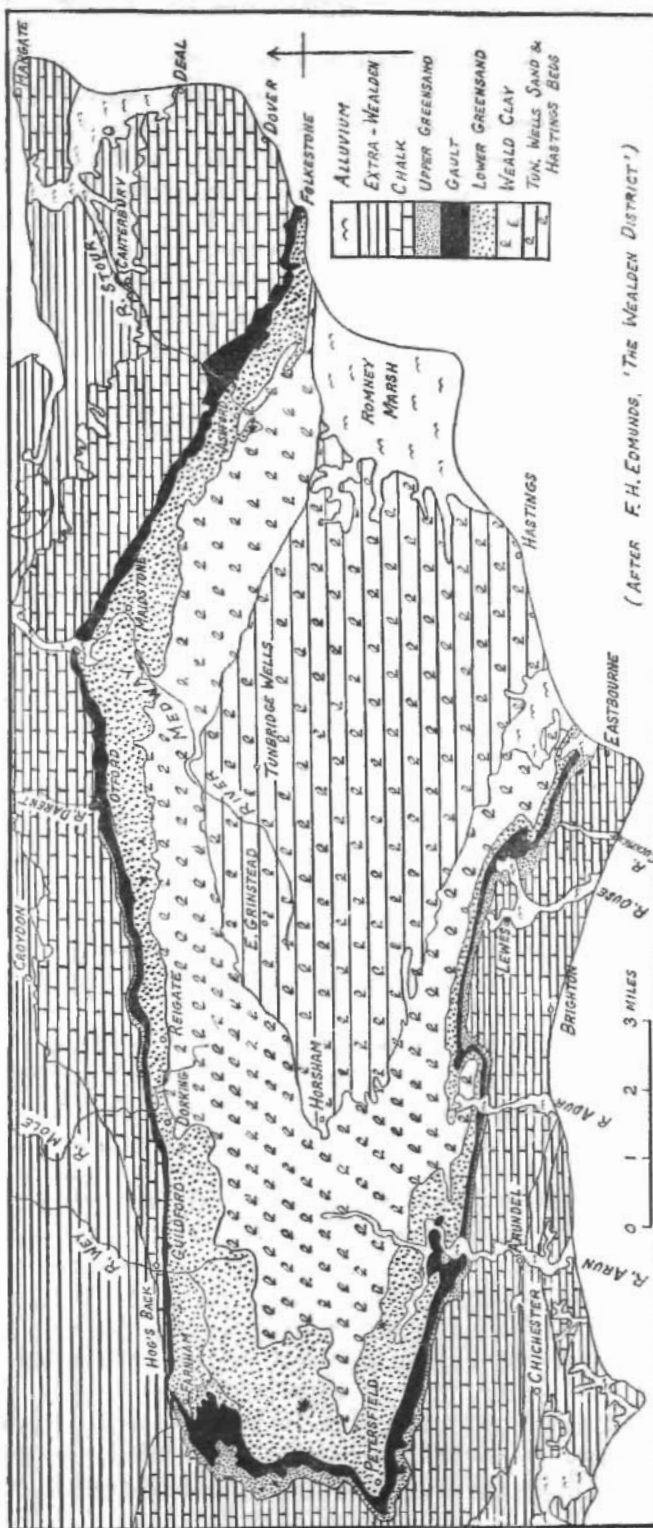 MARGATE
DEAL
DOVER
FOLKESTONE
R. STOUR
CANTERBURY
ASHFORD
ROMNEY
MARSH
HASTINGS
MAIDSTONE
RIVER MEDWAY
TUNBRIDGE WELLS
E. GRINSTEAD
OTFORD
R. DARENT
CROYDON
REIGATE
DORKING
R. MOLE
R. WEY
GUILDFORD
HOG'S BACK
FARNHAM
PETERSFIELD
HORSHAM
EASTBOURNE
R.
R. OUSE
LEWES
BRIGHTON
R. ADUR
ARUNDEL
R. ARUN
CHICHESTER
ALLUVIUM
EXTRA-WEALDEN
CHALK
UPPER GREENSAND
GAULT
LOWER GREENSAND
WEALD CLAY
TUN. WELLS SAND &
HASTINGS BEDS
0 1 2 3 MILES
(AFTER F. H. EDMUNDS, 'THE WEALDEN DISTRICT')